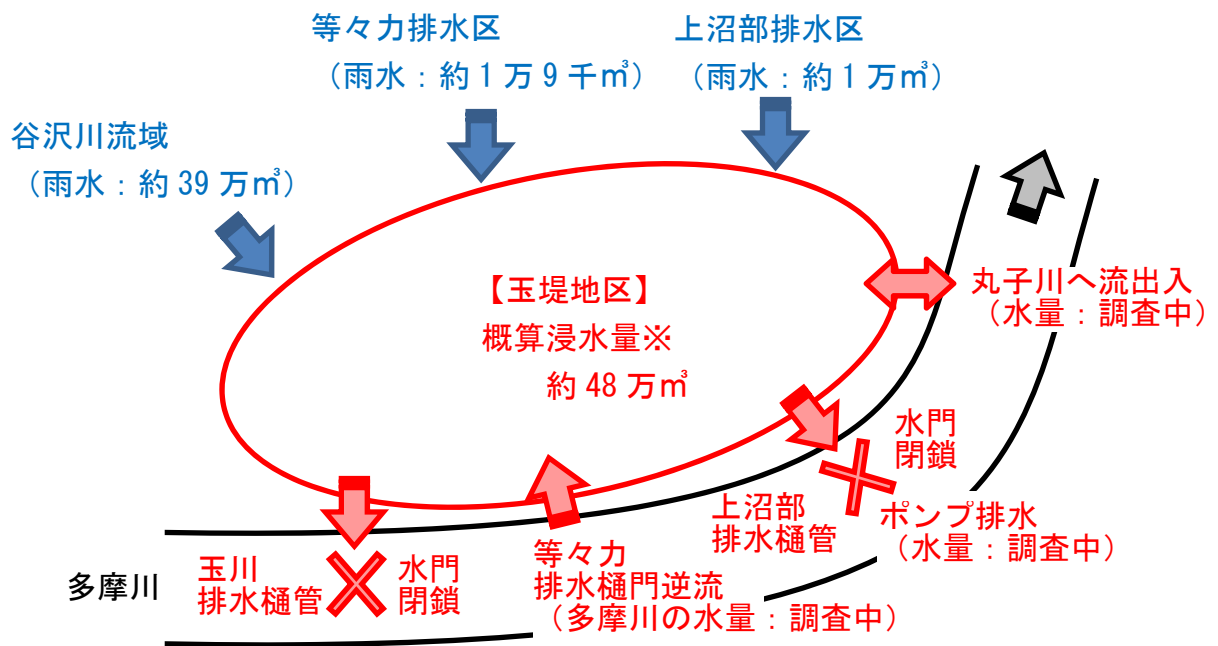 等々力排水区
（雨水：約１万９千㎥）
上沼部排水区
（雨水：約１万㎥）
谷沢川流域
（雨水：約 39 万㎥）
【玉堤地区】
概算浸水量※
約 48 万㎥
丸子川へ流出入
（水量：調査中）
水門
閉鎖
上沼部
排水樋管
ポンプ排水
（水量：調査中）
多摩川
玉川
排水樋管
水門
閉鎖
等々力
排水樋門逆流
（多摩川の水量：調査中）